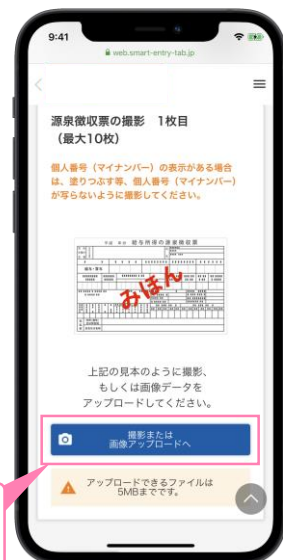 9:41
web.smart-entry-tab.jp
源泉徴収票の撮影 1枚目
(最大10枚)
個人番号(マイナンバー)の表示がある場合
は、塗りつぶす等、個人番号(マイナンバー)
が写らないように撮影してください。
給与所得の源泉徴収票
みほん
上記の見本のように撮影、
もしくは画像データを
アップロードしてください。
撮影または
画像アップロードへ
アップロードできるファイルは
5MBまでです。